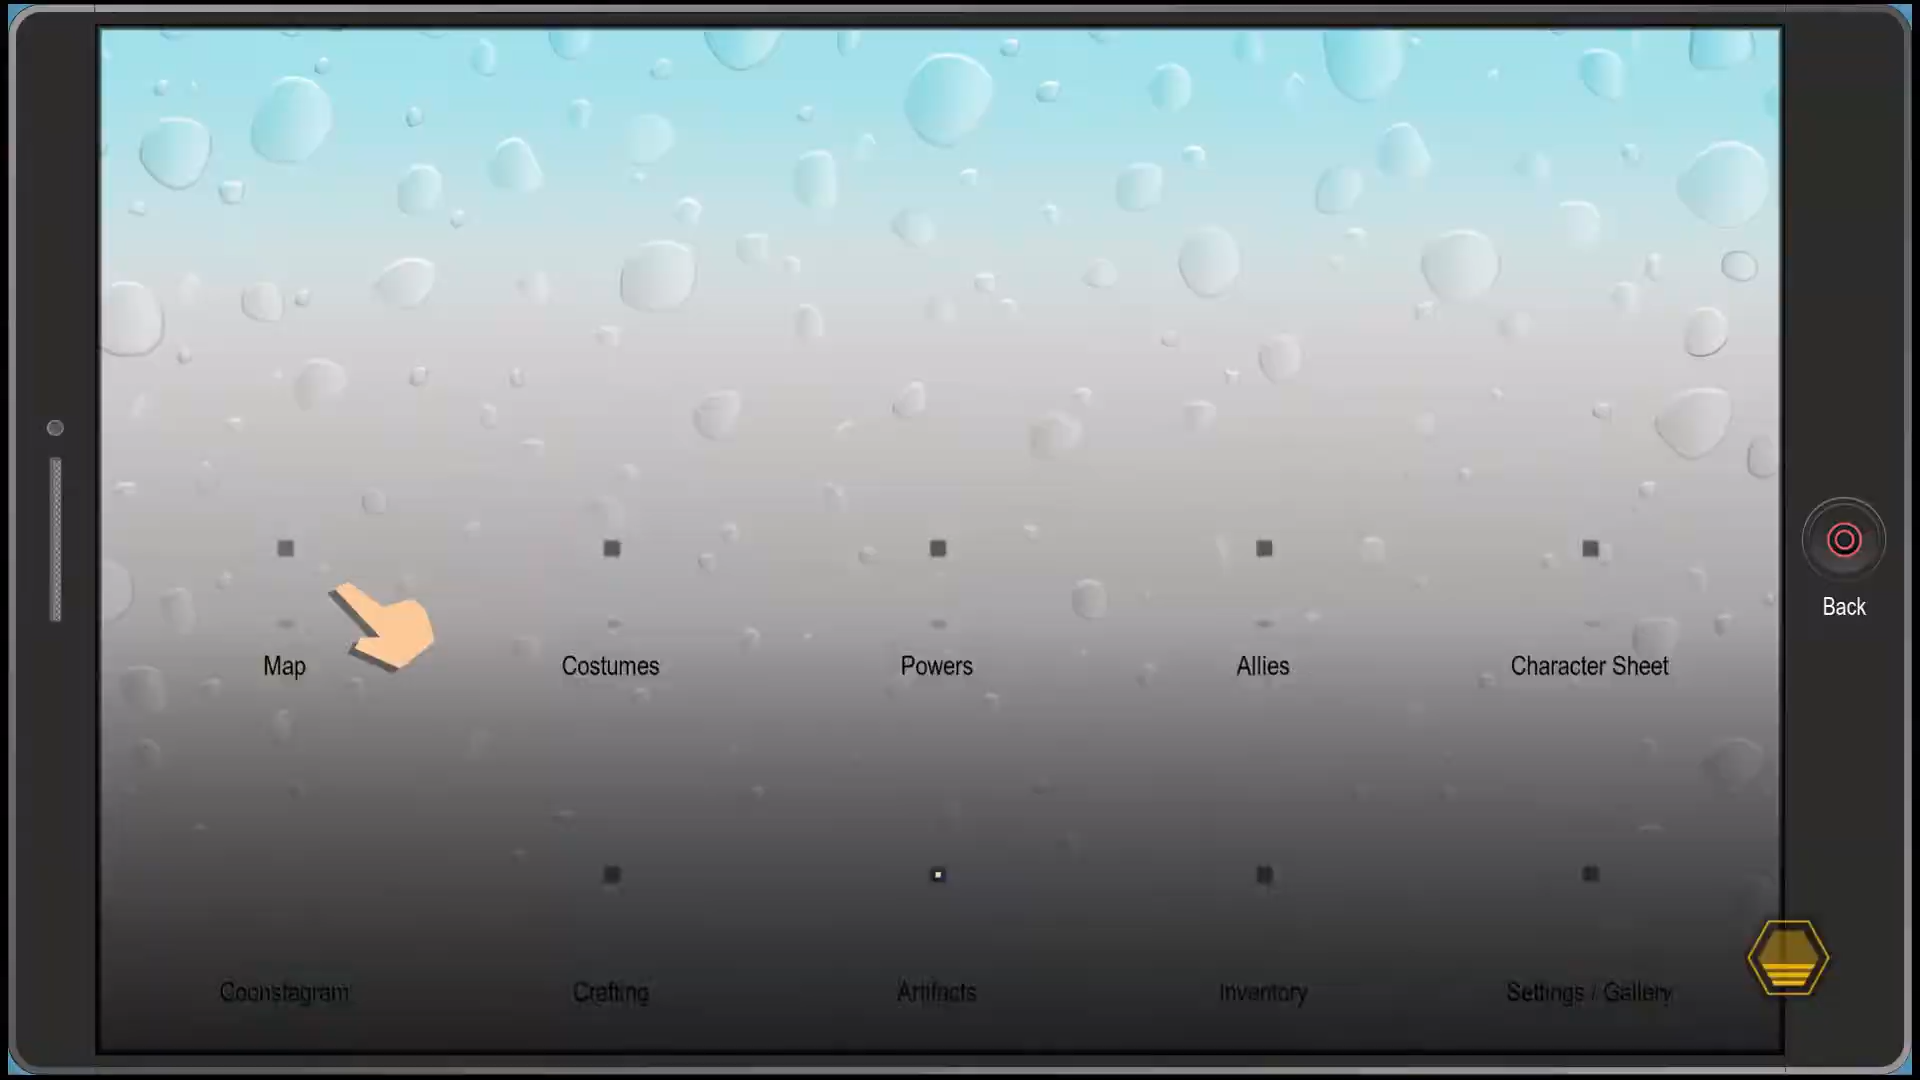 Back
Map
Costumes
Powers
Allies
Character Sheet
Coonstagram
Crafting
Artifacts
Inventory
Settings / Gallery